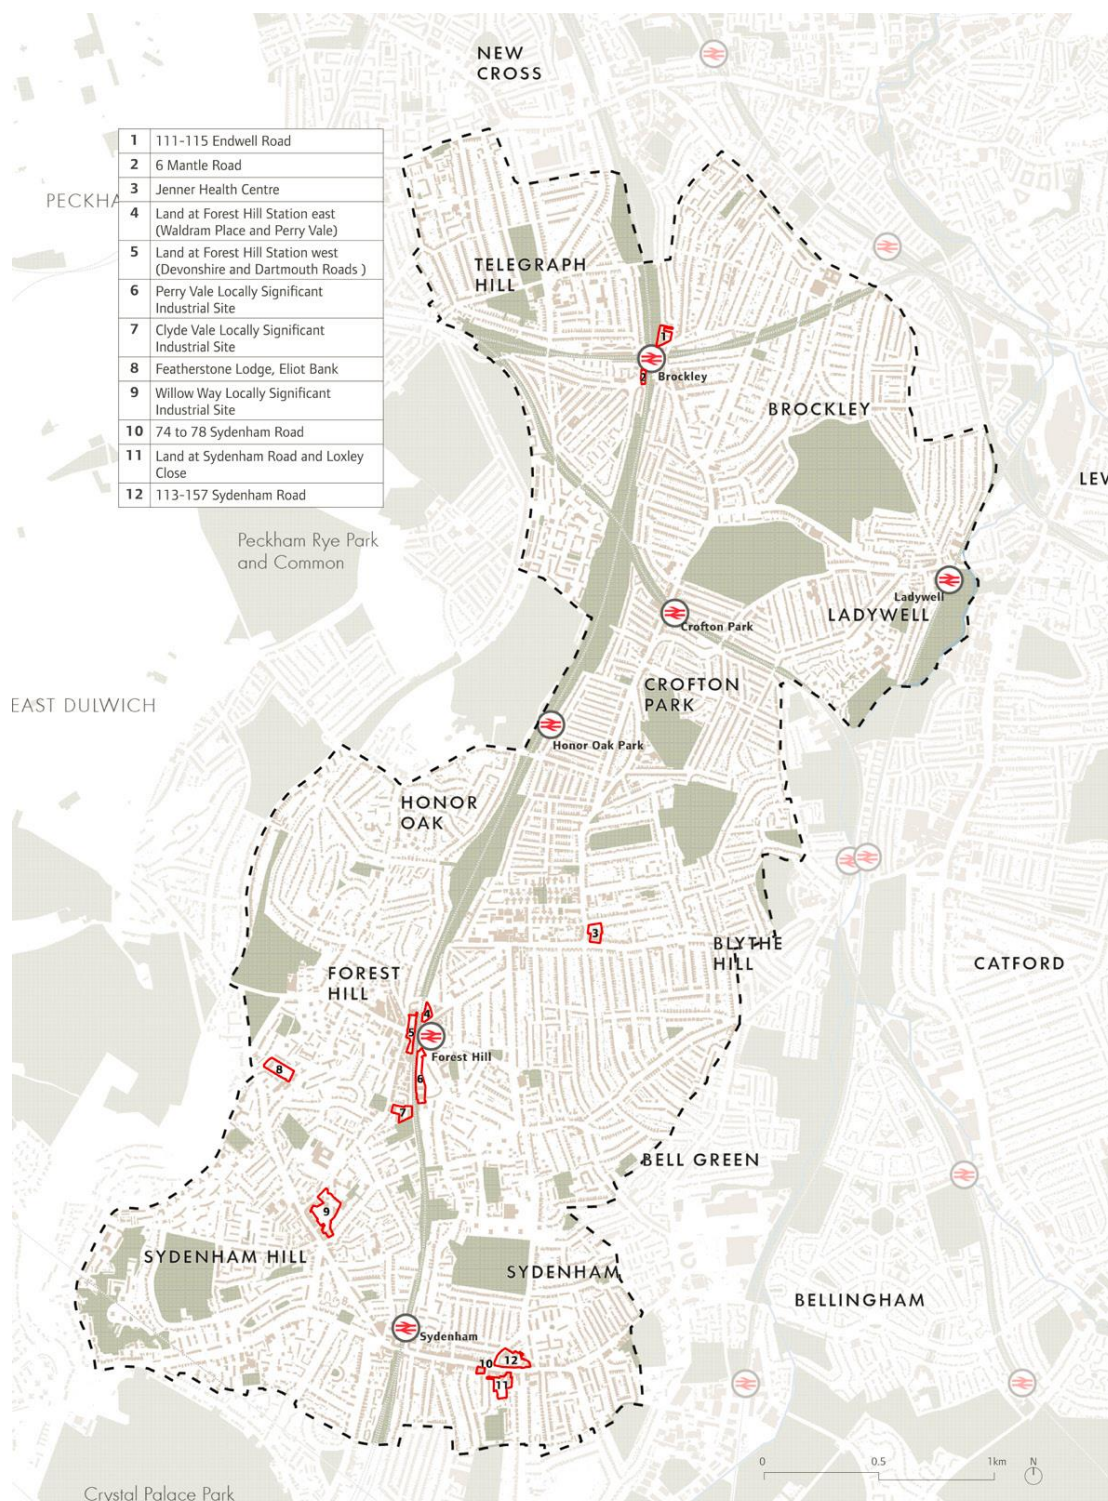 NEW
CROSS
1 111-115 Endwell Road
2 6 Mantle Road
3 Jenner Health Centre
4 Land at Forest Hill Station east
(Waldram Place and Perry Vale)
5 Land at Forest Hill Station west
(Devonshire and Dartmouth Roads )
6 Perry Vale Locally Significant
Industrial Site
7 Clyde Vale Locally Significant
Industrial Site
8 Featherstone Lodge, Eliot Bank
9 Willow Way Locally Significant
Industrial Site
10 74 to 78 Sydenham Road
11 Land at Sydenham Road and Loxley
Close
12 113-157 Sydenham Road
PECKHA
TELEGRAPH
HILL
1
2
Brockley
BROCKLEY
LEV
Peckham Rye Park
and Common
Ladywell
LADYWELL
Crofton Park
CROFTON
PARK
EAST DULWICH
Honor Oak Park
HONOR
OAK
3
BLYTHE
HILL
CATFORD
FOREST
HILL
4
5
Forest Hill
8
6
7
BELL GREEN
9
SYDENHAM HILL
SYDENHAM
BELLINGHAM
Sydenham
10
12
11
0 0.5 1km N
Crystal Palace Park